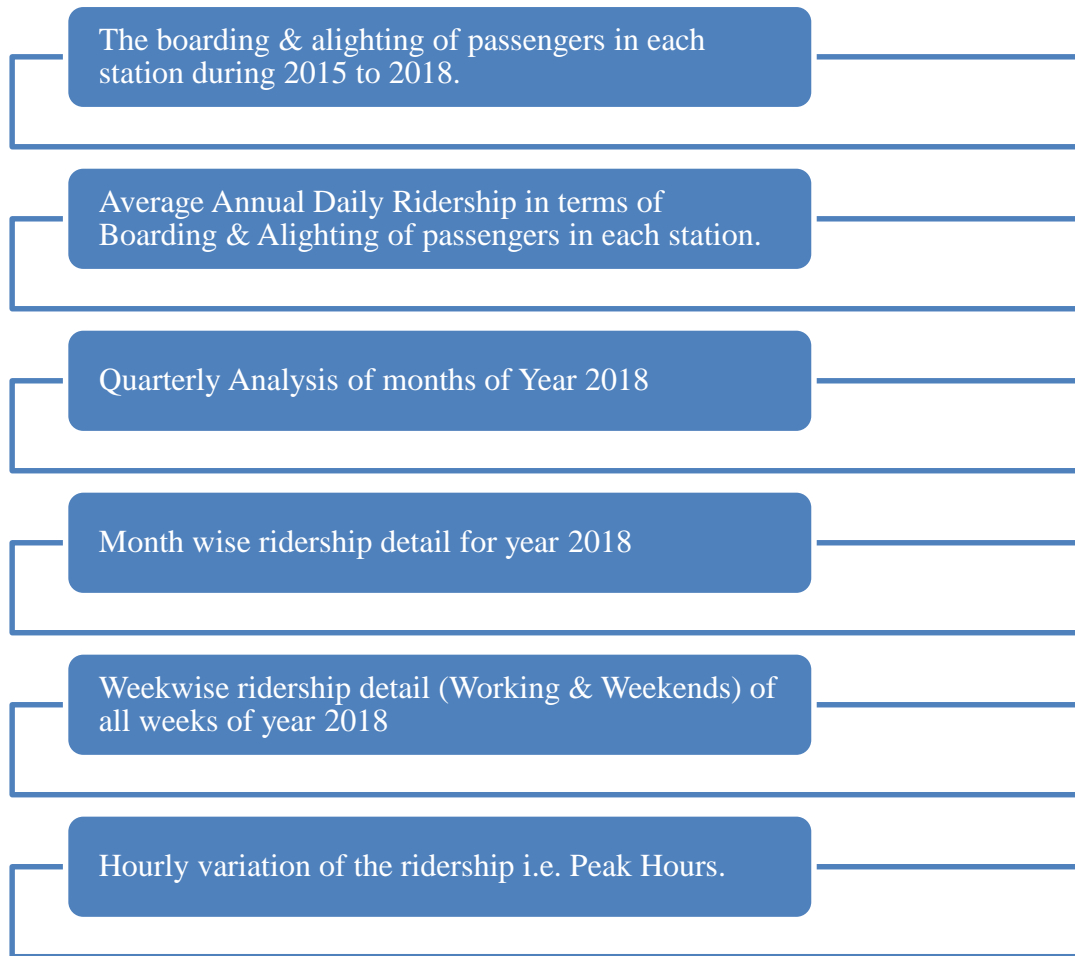 The boarding & alighting of passengers in each
station during 2015 to 2018.
Average Annual Daily Ridership in terms of
Boarding & Alighting of passengers in each station.
Quarterly Analysis of months of Year 2018
Month wise ridership detail for year 2018
Weekwise ridership detail (Working & Weekends) of
all weeks of year 2018
Hourly variation of the ridership i.e. Peak Hours.